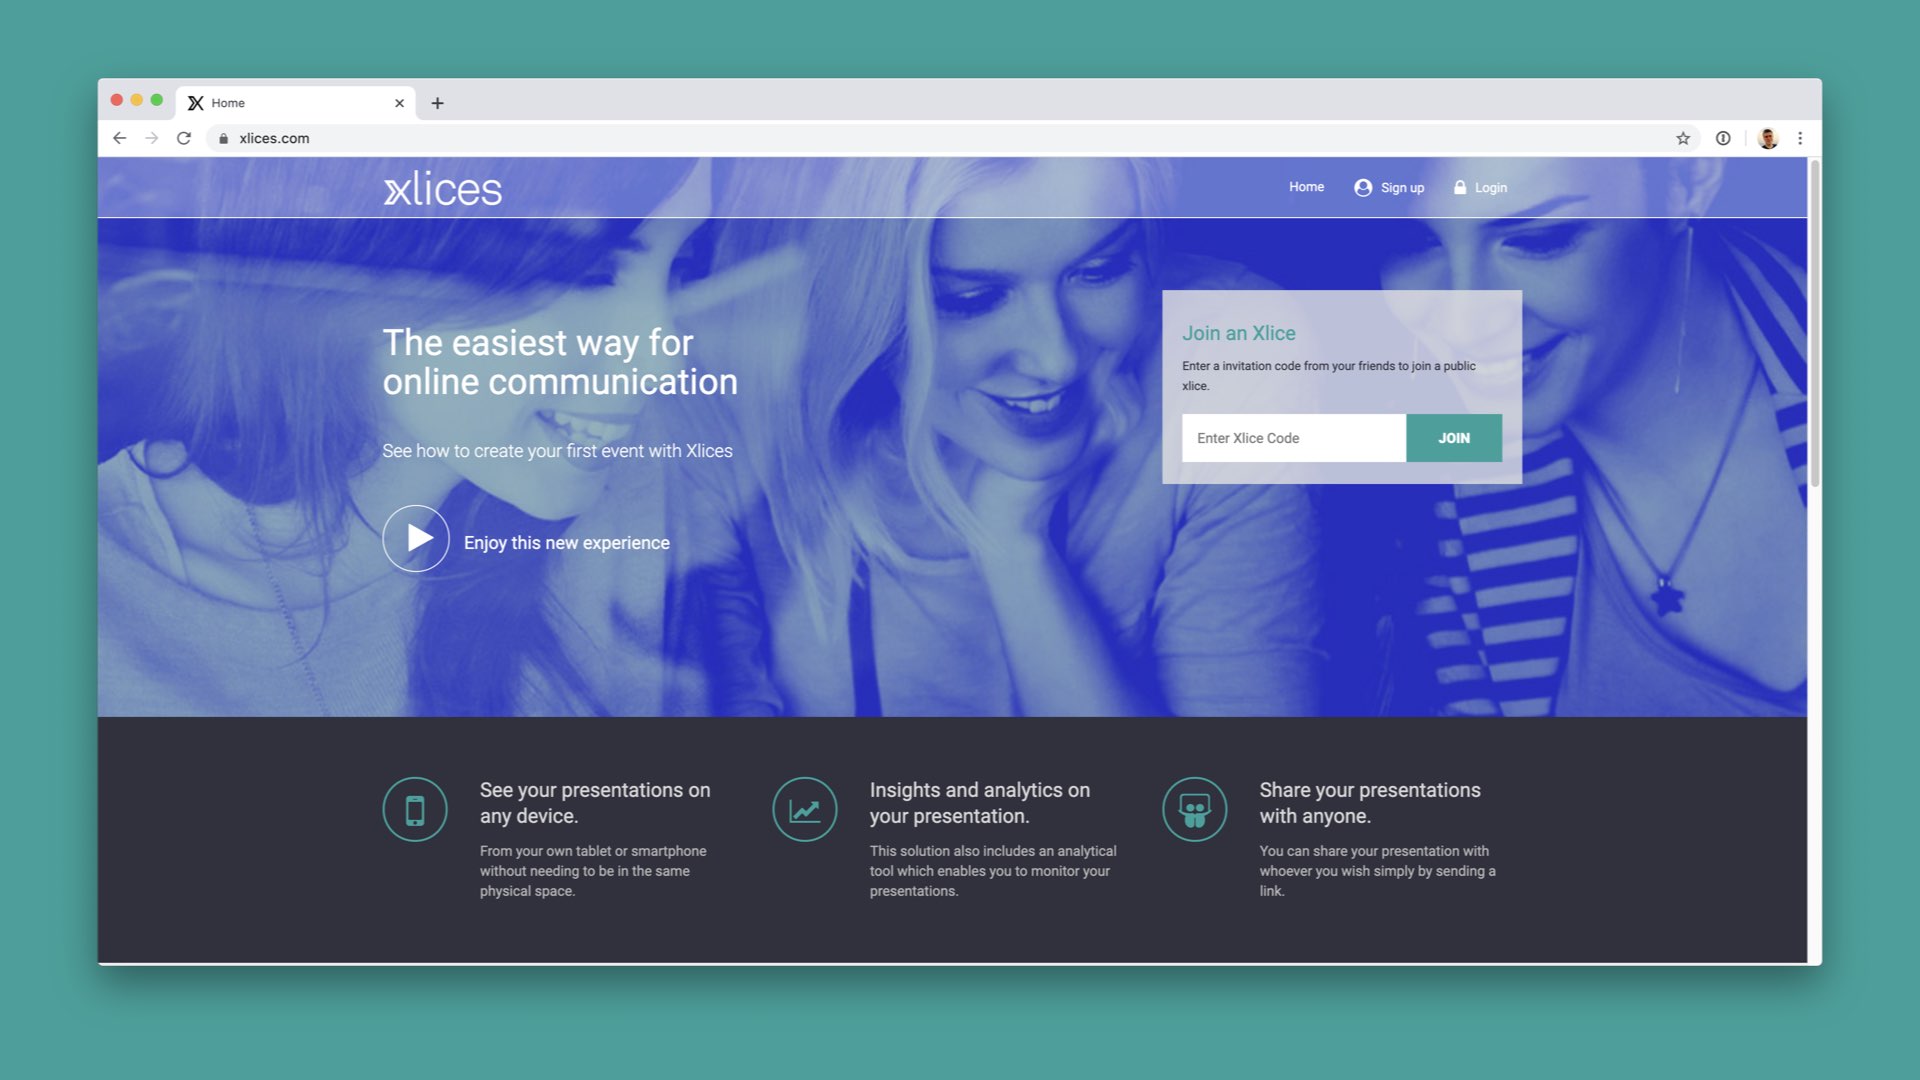 Home
xlices.com
xlices
Home
Sign up
Login
The easiest way for
online communication
See how to create your first event with Xlices
Enjoy this new experience
Join an Xlice
Enter a invitation code from your friends to join a public
xlice.
Enter Xlice Code
JOIN
See your presentations on
any device.
From your own tablet or smartphone
without needing to be in the same
physical space.
Insights and analytics on
your presentation.
This solution also includes an analytical
tool which enables you to monitor your
presentations.
Share your presentations
with anyone.
You can share your presentation with
whoever you wish simply by sending a
link.